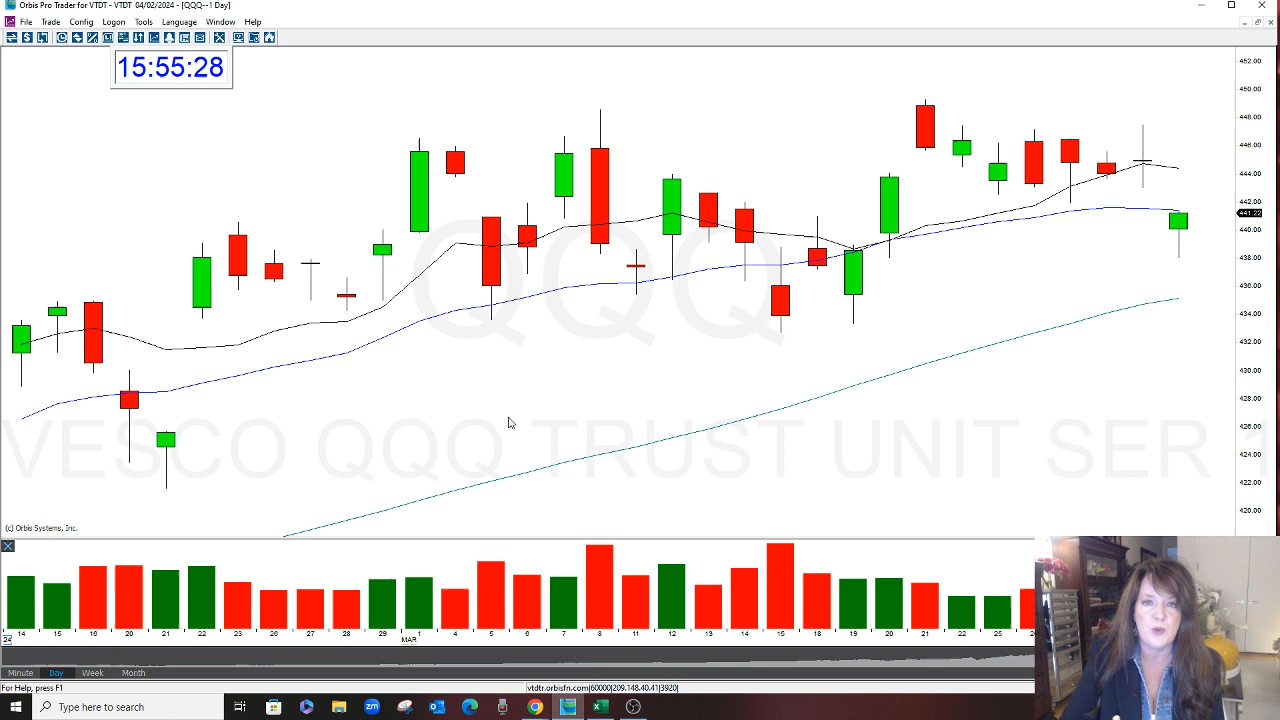 Orbis Pro Trader for VTDT - VTDT 04/02/2024 - [QQQ--1 Day]
File Trade Config Logon Tools Language Window Help
15:55:28
452.00
450.00
448.00
446.00
444.00
442.00
441.22
440.00
438.00
436.00
434.00
432.00
430.00
428.00
426.00
424.00
422.00
420.00
QQQ
VESCO QQQ TRUST UNIT SER 1
(c) Orbis Systems, Inc.
14 15 16 20 21 22 23 26 27 28 29 1 4 5 6 7 8 11 12 13 14 15 18 19 20 21 22 25
24 MAR
Minute Day Week Month
For Help, press F1 vtdtr.orbisfn.com|60000|209.148.40.41|3920|
Type here to search